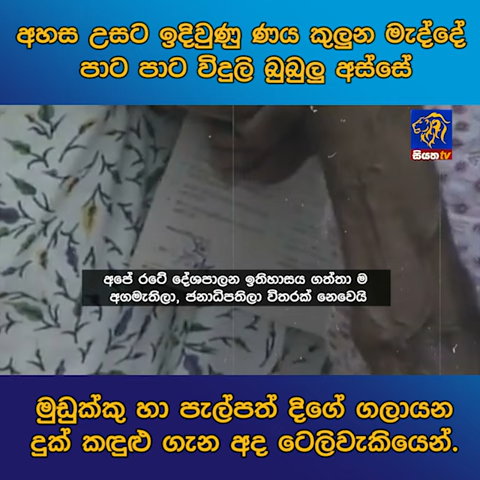 අහස උසට ඉදිවුණු ණය කුලුන මැද්දේ
පාට පාට විදුලි බුබුලු අස්සේ
සියත tv
අපේ රටේ දේශපාලන ඉතිහාසය ගත්තා ම
අගමැතිලා, ජනාධිපතිලා විතරක් නෙවෙයි
මුඩුක්කු හා පැල්පත් දිගේ ගලායන
දුක් කඳුළු ගැන අද ටෙලිවැකියෙන්.